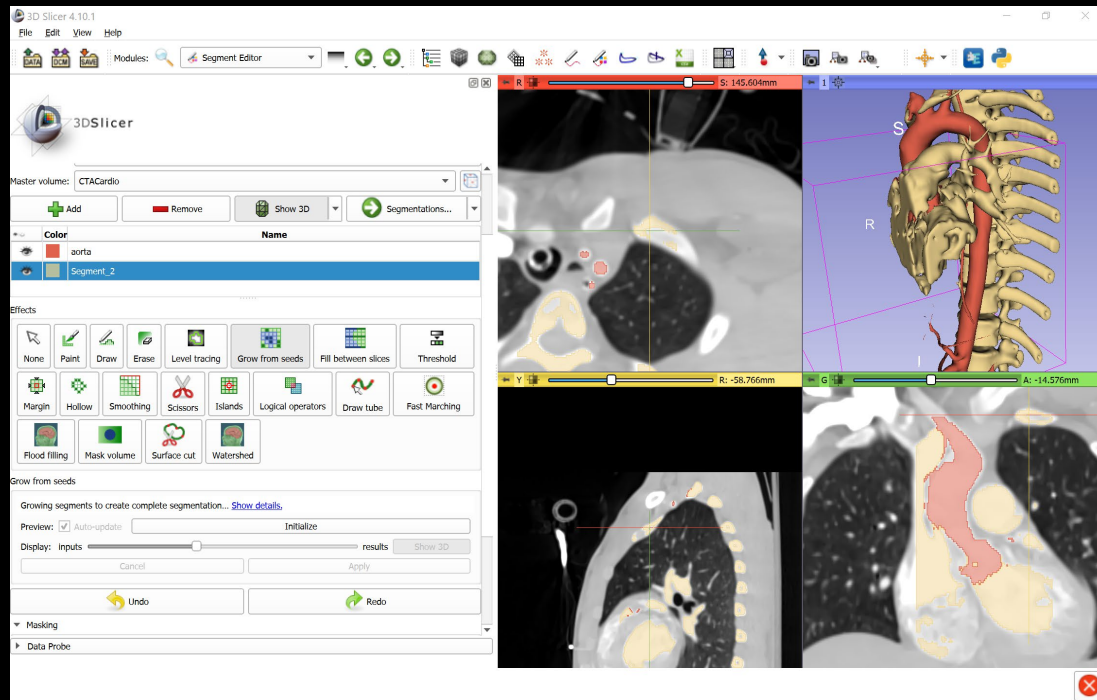 3D Slicer 4.10.1
File Edit View Help
DATA DCM SAVE Modules: Segment Editor
3DSlicer
Master volume: CTACardio
Add Remove Show 3D Segmentations...
Color Name
aorta
Segment_2
Effects
None Paint Draw Erase Level tracing Grow from seeds Fill between slices Threshold
Margin Hollow Smoothing Scissors Islands Logical operators Draw tube Fast Marching
Flood filling Mask volume Surface cut Watershed
Grow from seeds
Growing segments to create complete segmentation... Show details.
Preview: Auto-update Initialize
Display: inputs results Show 3D
Cancel Apply
Undo Redo
Masking
Data Probe
R S: 145.604mm
1
S
R
I
Y R: -58.766mm
G A: -14.576mm